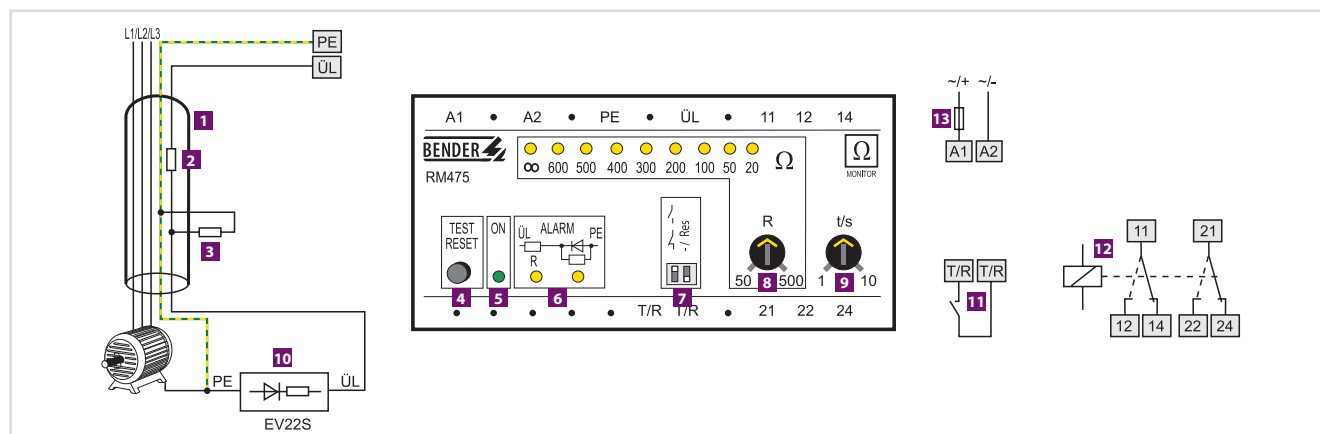 L1/L2/L3
PE
ÜL
1
2
3
PE
10
ÜL
EV22S
A1 • A2 • PE • ÜL • 11 12 14
BENDER
RM475
∞ 600 500 400 300 200 100 50 20 Ω
Ω
MONITOR
TEST
RESET
ON
ALARM
ÜL
PE
R
- / Res
R
50 500
t/s
1 10
4
5
6
7
8
9
• • • • • T/R T/R • 21 22 24
~/+ ~/-
13
A1 A2
T/R T/R
11
12
11 21
12 14 22 24